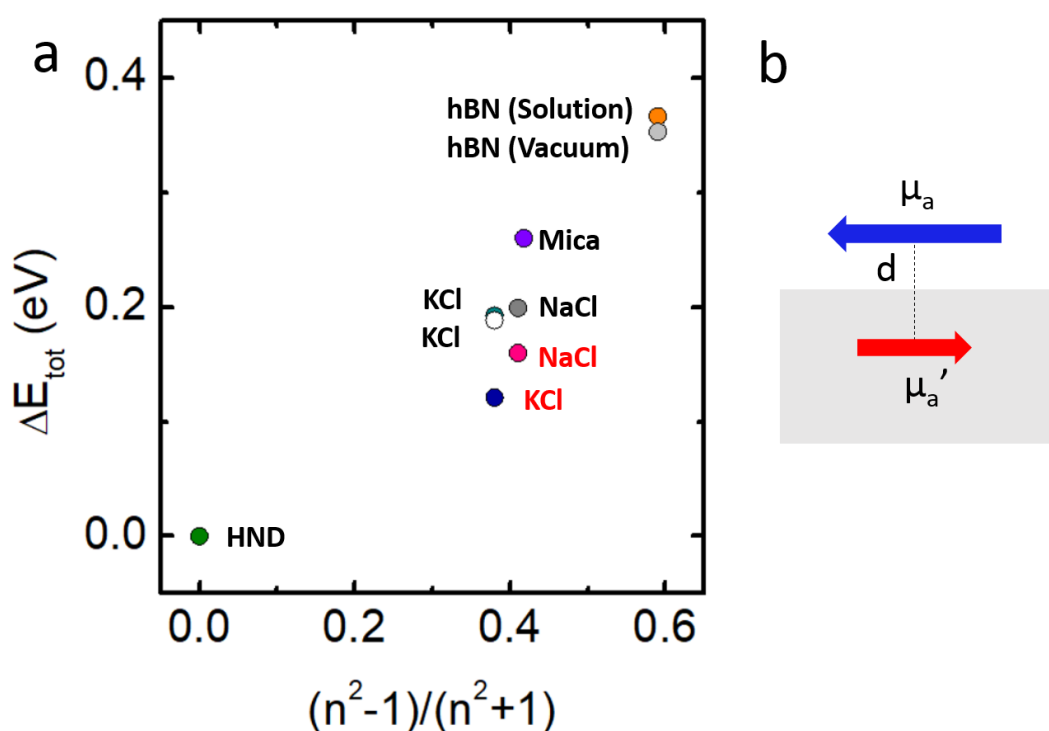 a
b
0.4
0.2
0.0
ΔE_tot (eV)
hBN (Solution)
hBN (Vacuum)
Mica
KCl
NaCl
KCl
NaCl
KCl
HND
0.0 0.2 0.4 0.6
(n²-1)/(n²+1)
μₐ
d
μₐ′